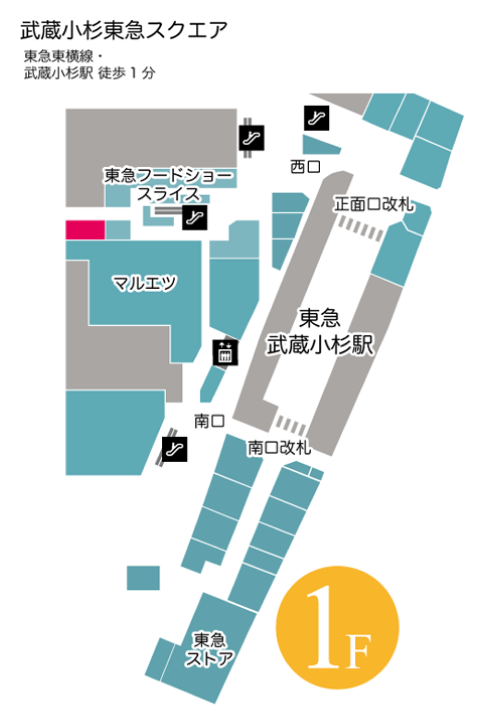 武蔵小杉東急スクエア
東急東横線・
武蔵小杉駅 徒歩1分
西口
東急フードショー
スライス
正面口改札
マルエツ
東急
武蔵小杉駅
南口
南口改札
東急
ストア
1F